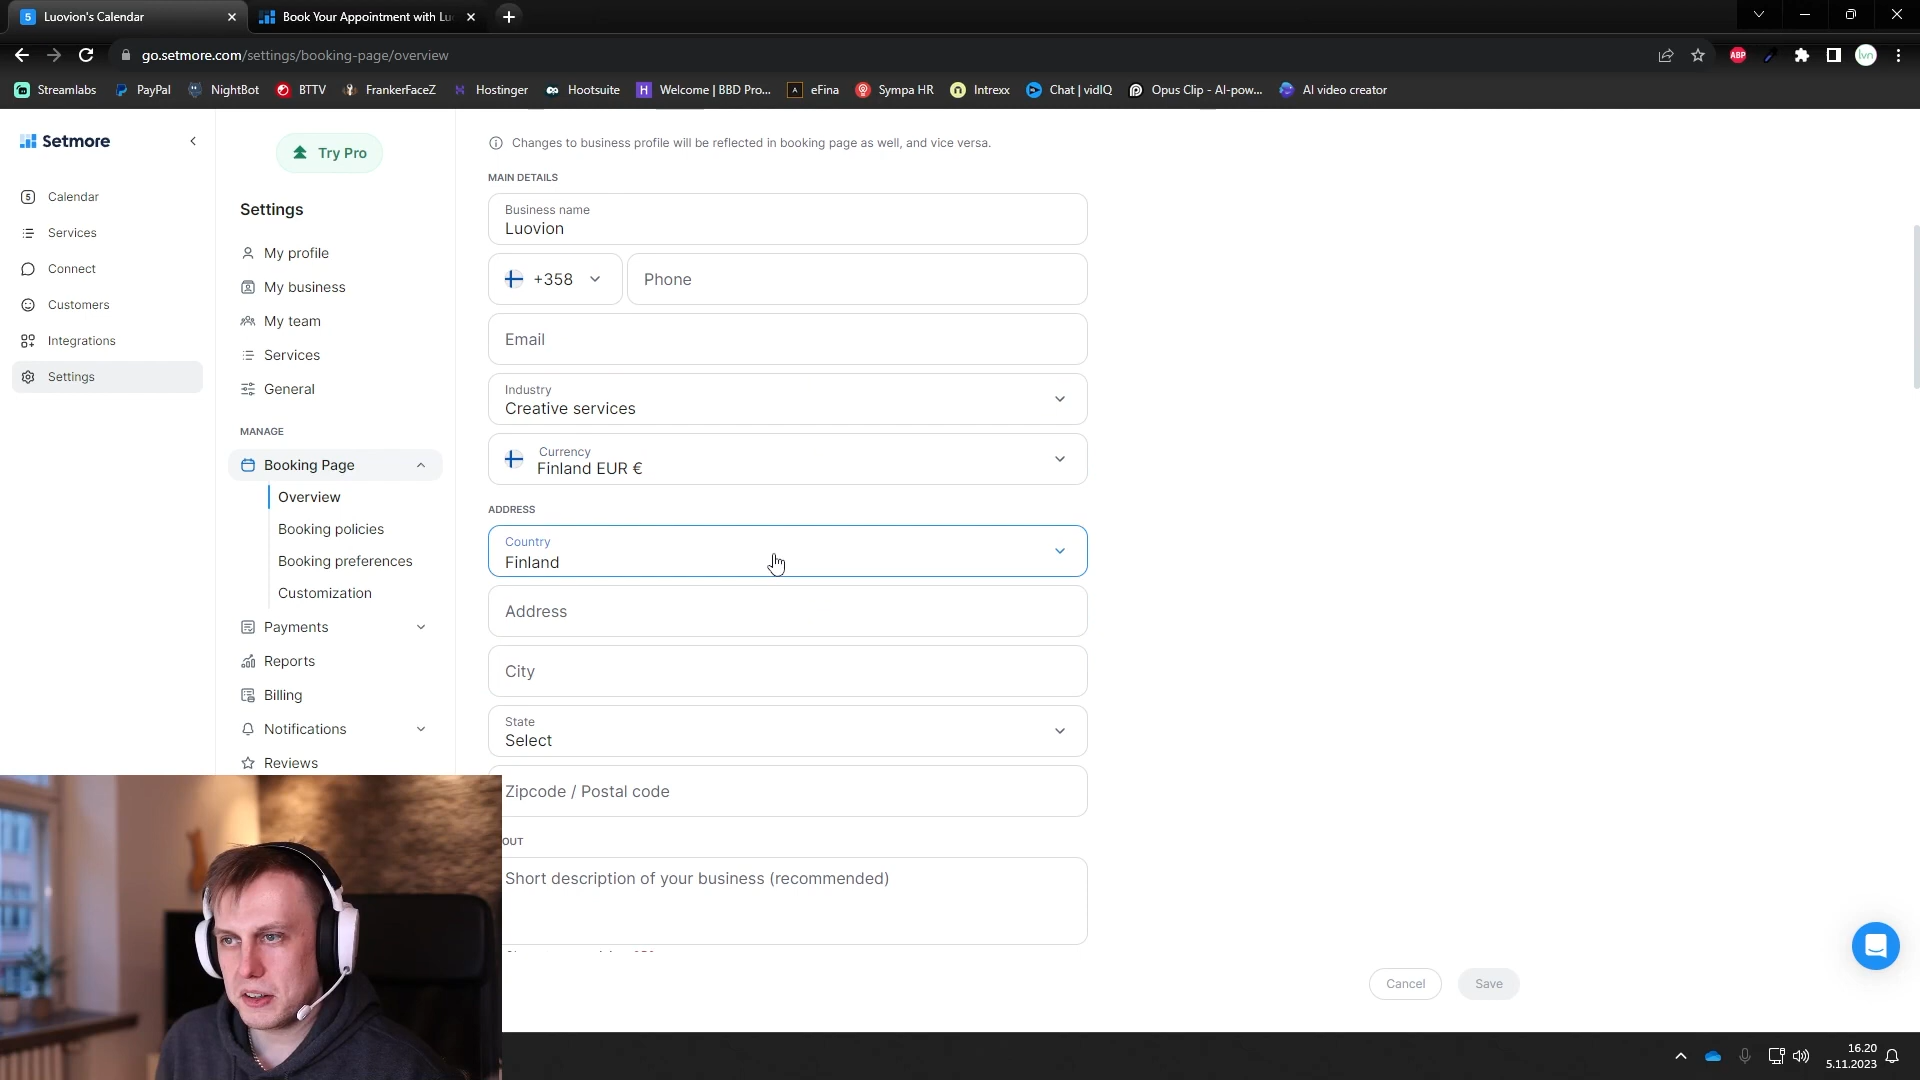 5 Luovion's Calendar
Book Your Appointment with Lu
go.setmore.com/settings/booking-page/overview
ABP
lvn
Streamlabs
PayPal
NightBot
BTTV
FrankerFaceZ
Hostinger
Hootsuite
H Welcome | BBD Pro...
A eFina
Sympa HR
Intrexx
Chat | vidIQ
Opus Clip - AI-pow...
AI video creator
Setmore
5 Calendar
Services
Connect
Customers
Integrations
Settings
Try Pro
Settings
My profile
My business
My team
Services
General
MANAGE
Booking Page
Overview
Booking policies
Booking preferences
Customization
Payments
Reports
Billing
Notifications
Reviews
Changes to business profile will be reflected in booking page as well, and vice versa.
MAIN DETAILS
Business name
Luovion
+358
Phone
Email
Industry
Creative services
Currency
Finland EUR €
ADDRESS
Country
Finland
Address
City
State
Select
Zipcode / Postal code
OUT
Short description of your business (recommended)
Cancel
Save
16.20
5.11.2023